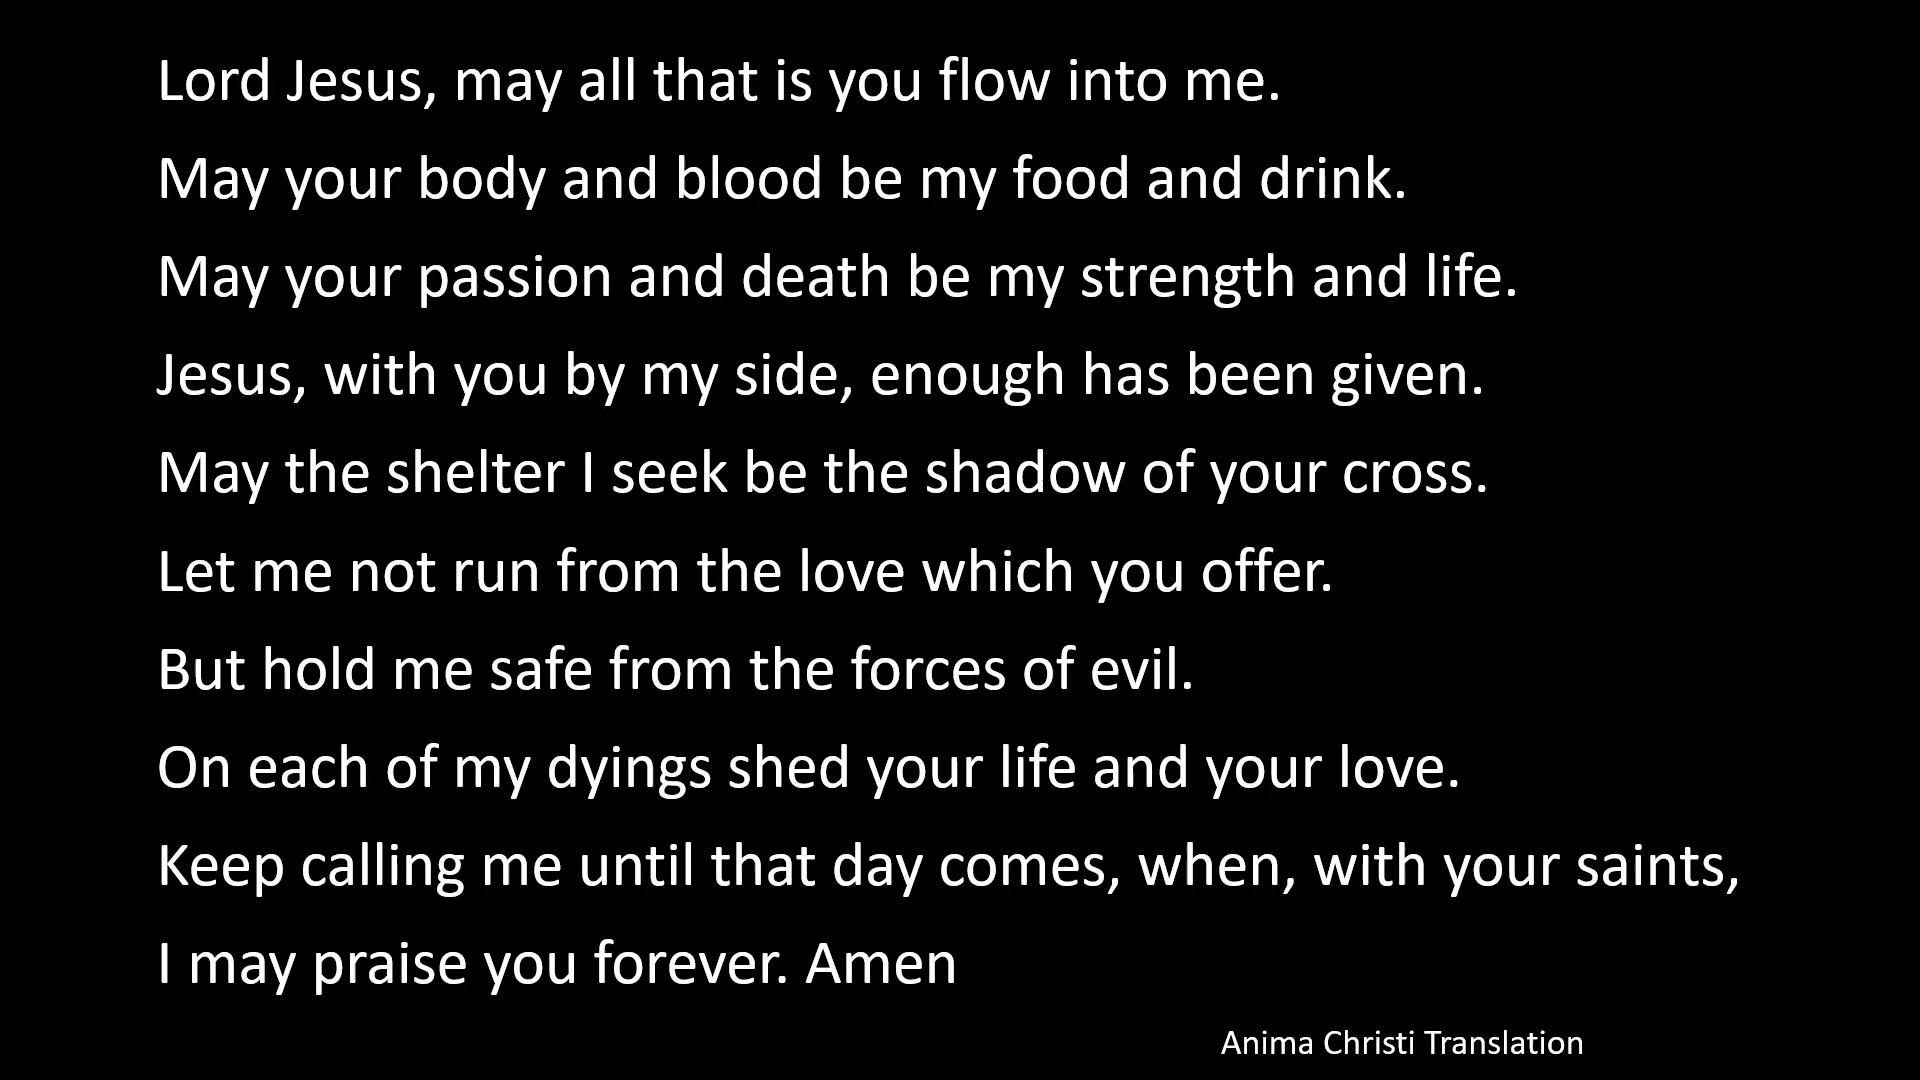 Lord Jesus, may all that is you flow into me.
May your body and blood be my food and drink.
May your passion and death be my strength and life.
Jesus, with you by my side, enough has been given.
May the shelter I seek be the shadow of your cross.
Let me not run from the love which you offer.
But hold me safe from the forces of evil.
On each of my dyings shed your life and your love.
Keep calling me until that day comes, when, with your saints,
I may praise you forever. Amen
Anima Christi Translation